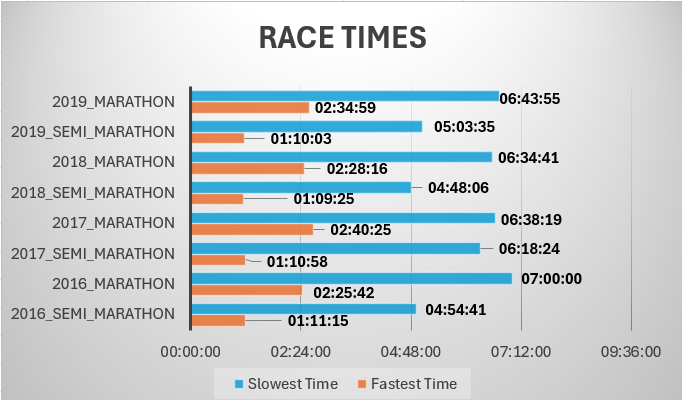 RACE TIMES
2019_MARATHON
06:43:55
02:34:59
2019_SEMI_MARATHON
05:03:35
01:10:03
2018_MARATHON
06:34:41
02:28:16
2018_SEMI_MARATHON
04:48:06
01:09:25
2017_MARATHON
06:38:19
02:40:25
2017_SEMI_MARATHON
06:18:24
01:10:58
2016_MARATHON
07:00:00
02:25:42
2016_SEMI_MARATHON
04:54:41
01:11:15
00:00:00 02:24:00 04:48:00 07:12:00 09:36:00
Slowest Time Fastest Time